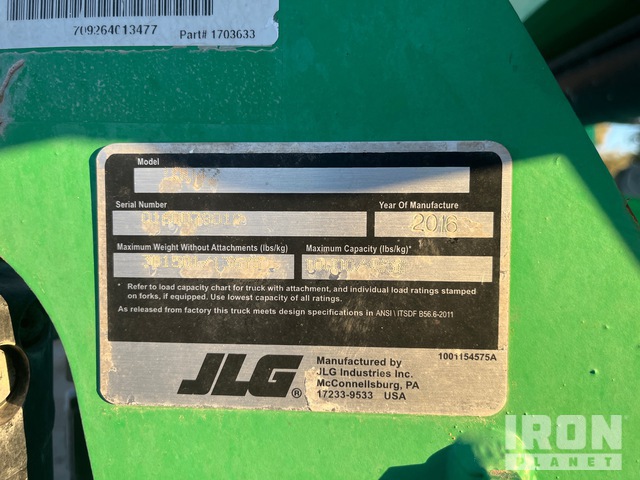 709264013477 Part# 1703633
Model
Serial Number Year Of Manufacture
2016
Maximum Weight Without Attachments (lbs/kg) Maximum Capacity (lbs/kg)*
* Refer to load capacity chart for truck with attachment, and individual load ratings stamped
on forks, if equipped. Use lowest capacity of all ratings.
As released from factory this truck meets design specifications in ANSI \ ITSDF B56.6-2011
JLG®
Manufactured by
JLG Industries Inc.
McConnellsburg, PA
17233-9533 USA
1001154575A
IRON
PLANET